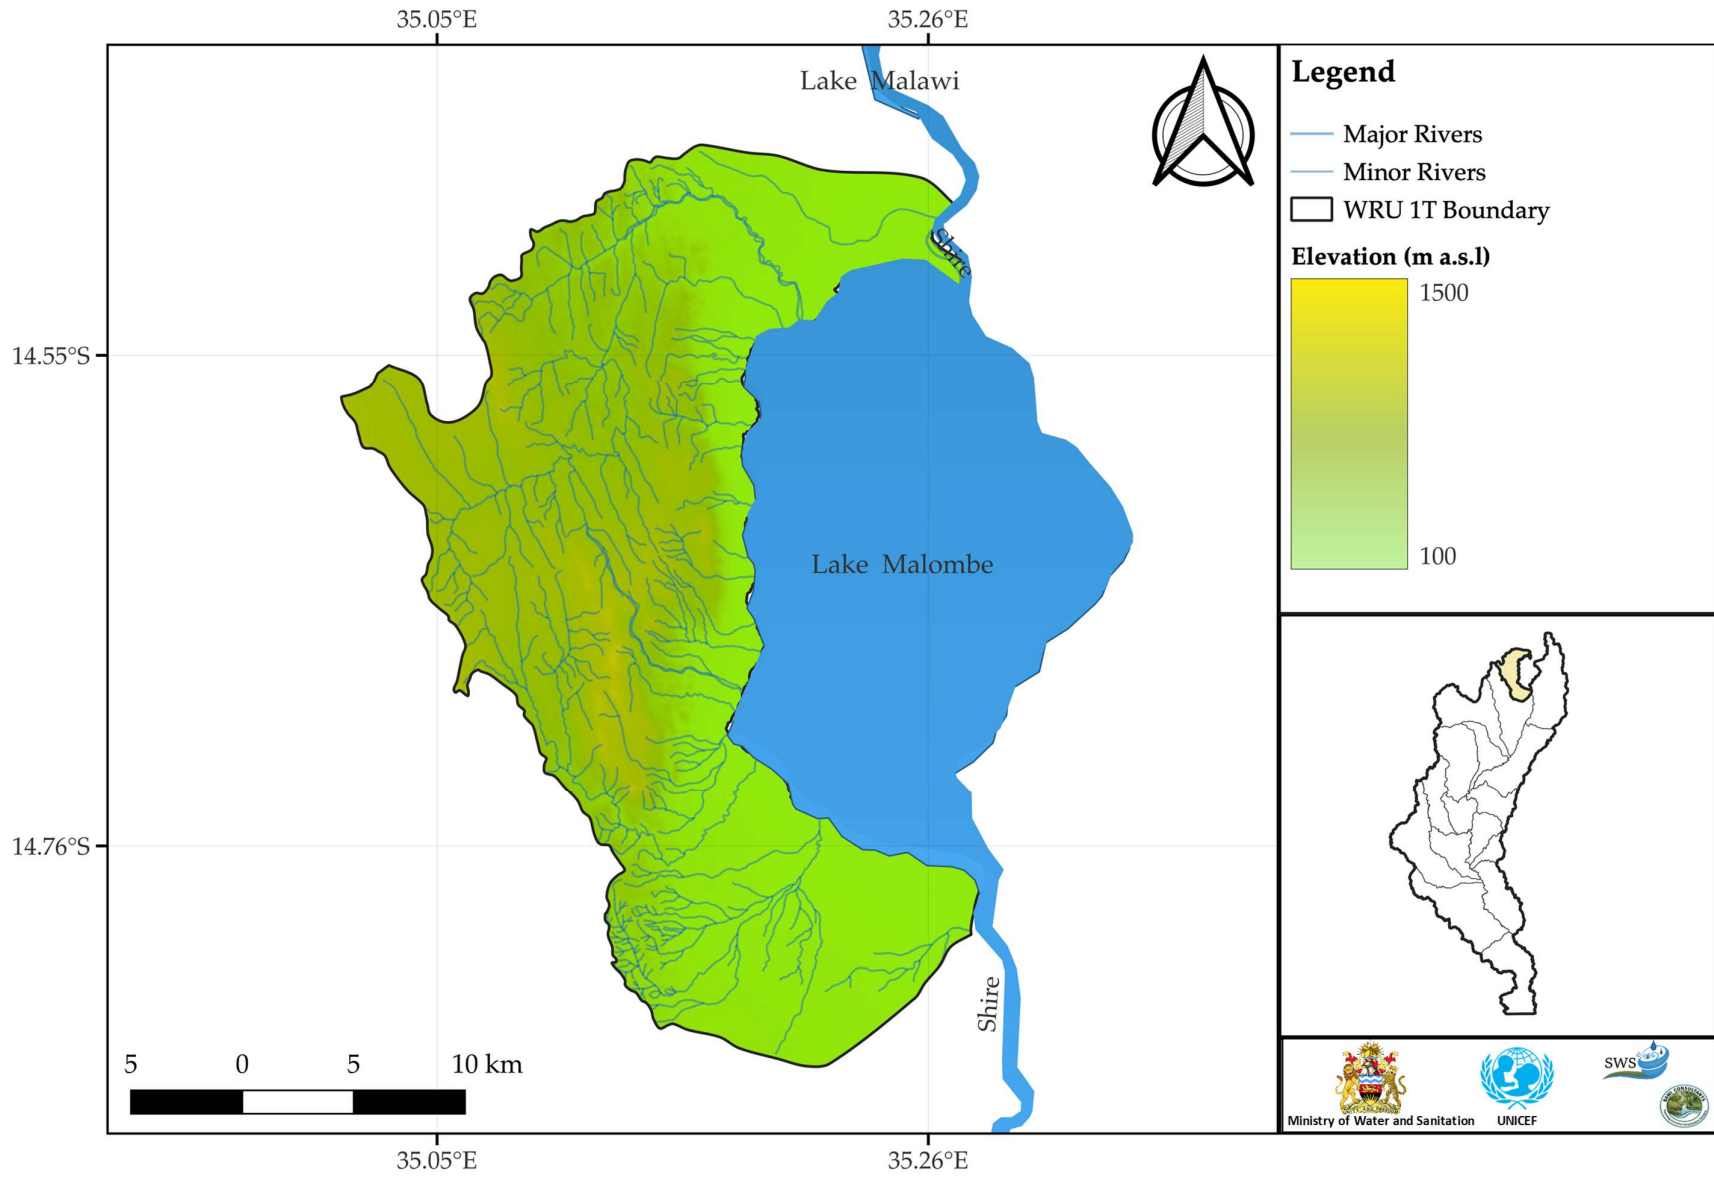 35.05°E 35.26°E
Lake Malawi
Shire
14.55°S
Lake Malombe
14.76°S
Shire
5 0 5 10 km
35.05°E 35.26°E
Legend
Major Rivers
Minor Rivers
WRU 1T Boundary
Elevation (m a.s.l)
1500
100
SWS
Ministry of Water and Sanitation
UNICEF